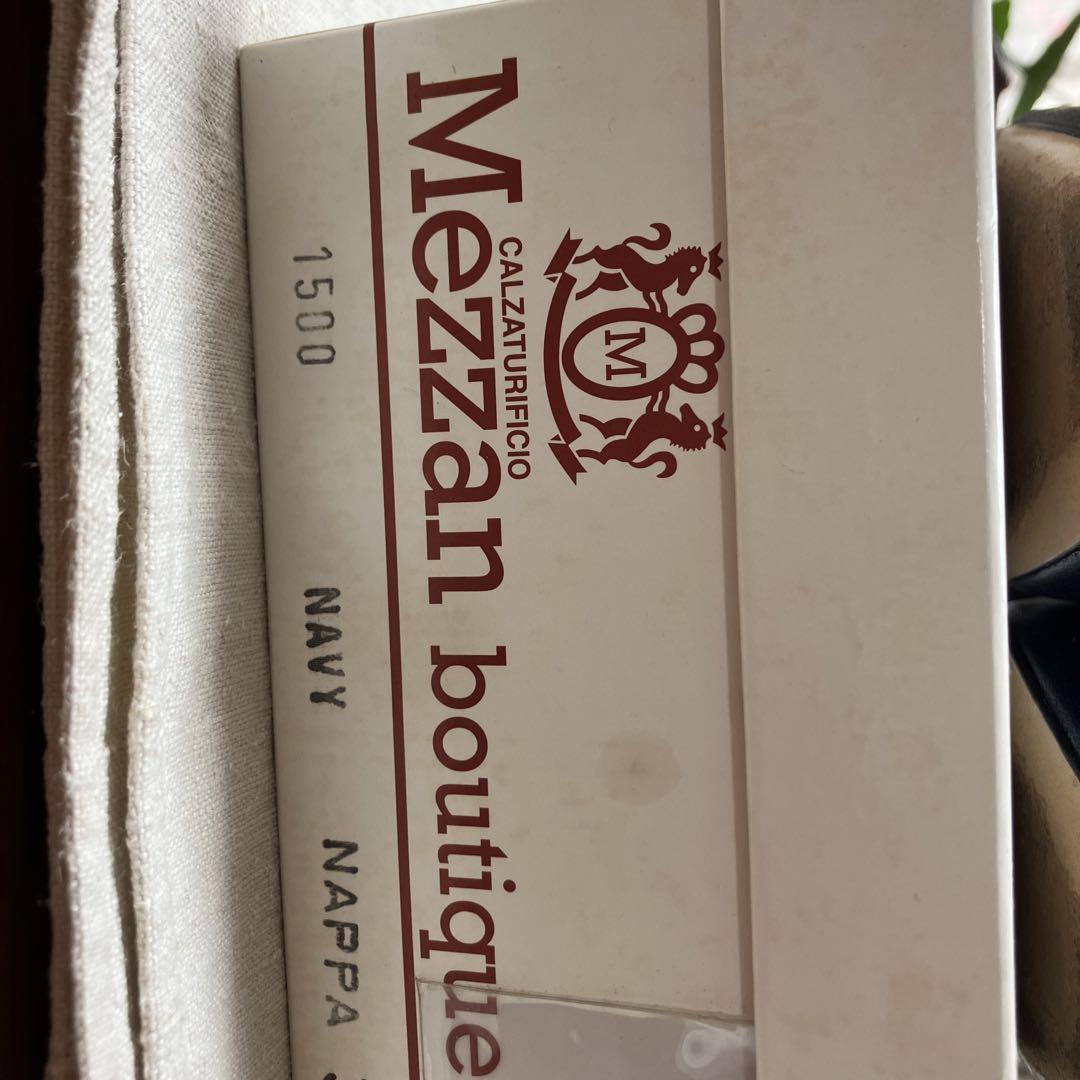 M
CALZATURIFICIO
Mezzan boutique
1500 NAVY NAPPA